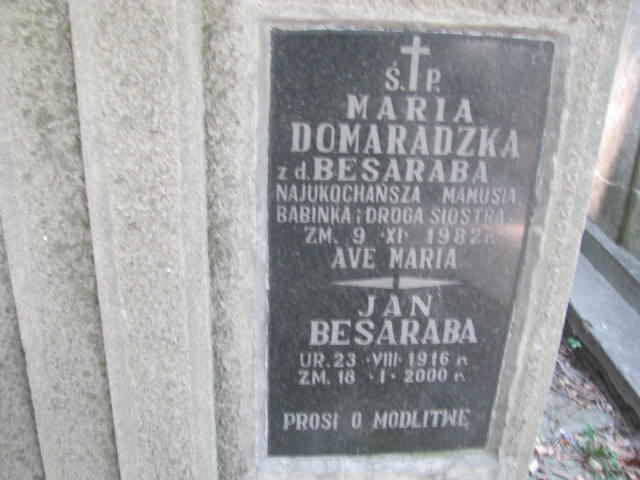 Ś.P.
MARIA
DOMARADZKA
z d. BESARABA
NAJUKOCHAŃSZA MAMUSIA
BABINKA i DROGA SIOSTRA
ZM. 9 ·XI· 1982 r.
AVE MARIA
JAN
BESARABA
UR. 23 ·VIII· 1916 r.
ZM. 18 ·I· 2000 r.
PROSI O MODLITWĘ